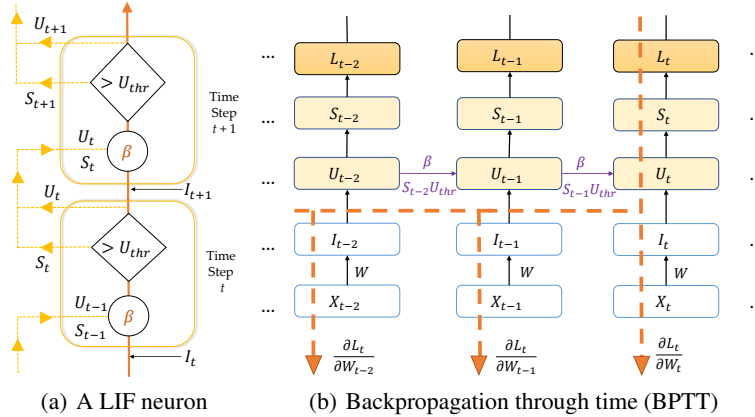 U_{t+1}
> U_{thr}
S_{t+1}
Time
Step
t + 1
U_t
S_t
β
U_t
I_{t+1}
> U_{thr}
S_t
Time
Step
t
U_{t-1}
S_{t-1}
β
I_t
(a) A LIF neuron
... L_{t-2} L_{t-1} L_t .
... S_{t-2} S_{t-1} S_t .
β β
... U_{t-2} U_{t-1} U_t .
S_{t-2}U_{thr} S_{t-1}U_{thr}
... I_{t-2} I_{t-1} I_t .
W W W
... X_{t-2} X_{t-1} X_t .
∂L_t ∂L_t ∂L_t
∂W_{t-2} ∂W_{t-1} ∂W_t
(b) Backpropagation through time (BPTT)